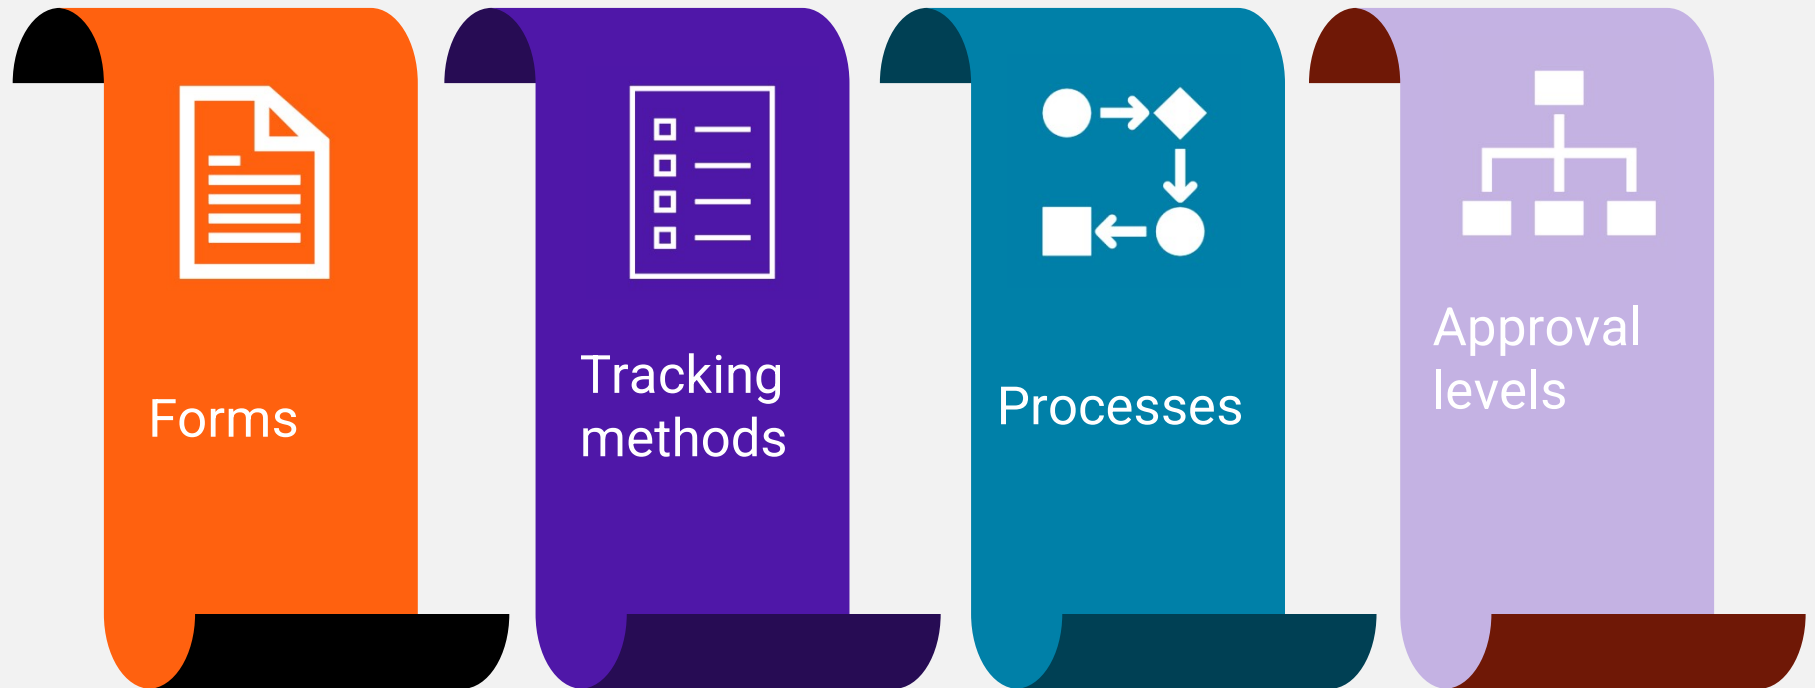 Forms
Tracking
methods
Processes
Approval
levels